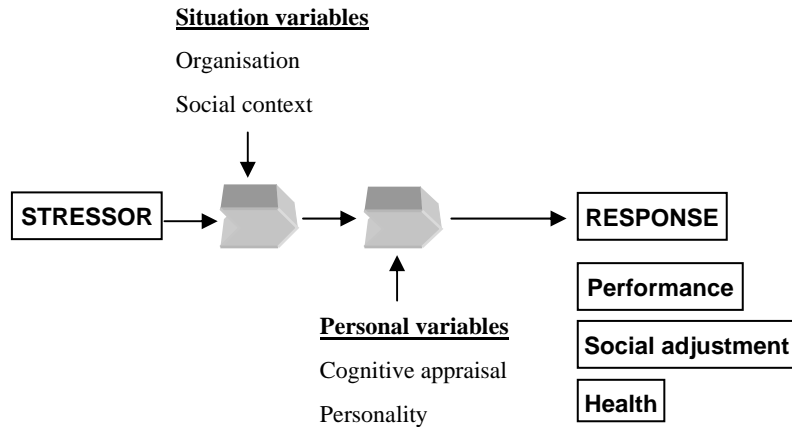 Situation variables
Organisation
Social context
STRESSOR
RESPONSE
Performance
Social adjustment
Health
Personal variables
Cognitive appraisal
Personality